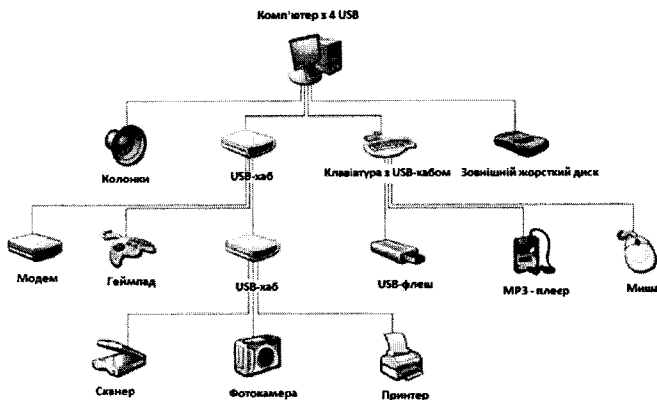 Комп'ютер з 4 USB
Колонки
USB-хаб
Клавіатура з USB-хабом
Зовнішній жорсткий диск
Модем
Геймпад
USB-хаб
USB-флеш
MP3 - плеєр
Миша
Сканер
Фотокамера
Принтер